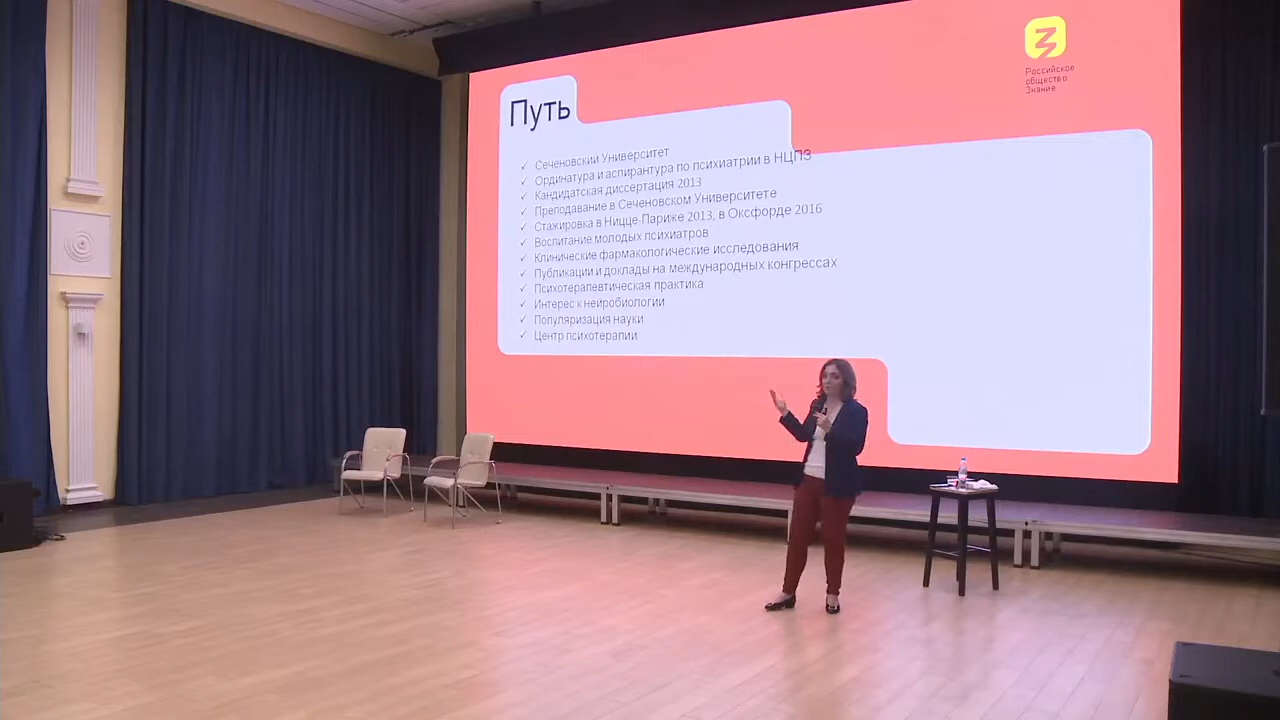 Российское
общество
Знание
Путь
✓ Сеченовский Университет
✓ Ординатура и аспирантура по психиатрии в НЦПЗ
✓ Кандидатская диссертация 2013
✓ Преподавание в Сеченовском Университете
✓ Стажировка в Ницце-Париже 2013, в Оксфорде 2016
✓ Воспитание молодых психиатров
✓ Клинические фармакологические исследования
✓ Публикации и доклады на международных конгрессах
✓ Психотерапевтическая практика
✓ Интерес к нейробиологии
✓ Популяризация науки
✓ Центр психотерапии